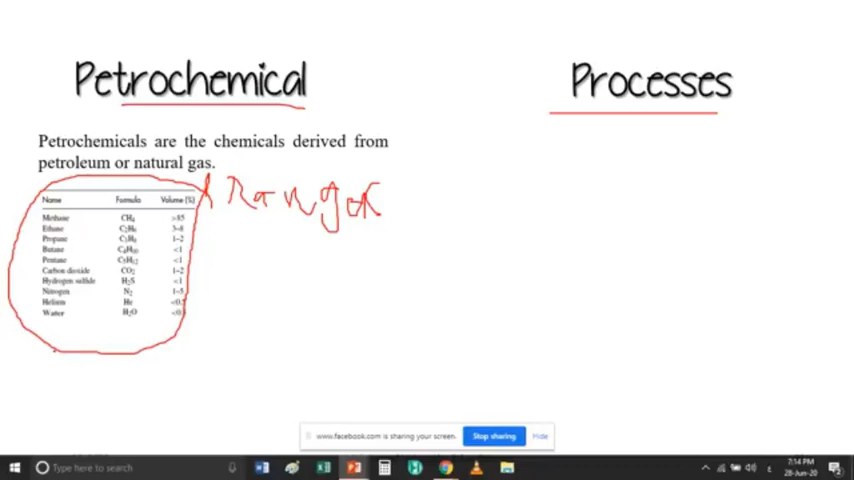 Petrochemical
Processes
Petrochemicals are the chemicals derived from
petroleum or natural gas.
Name Formula Volume (%)
Methane CH4 >85
Ethane C2H6 3–8
Propane C3H8 1–2
Butane C4H10 <1
Pentane C5H12 <1
Carbon dioxide CO2 1–2
Hydrogen sulfide H2S <1
Nitrogen N2 1–5
Helium He <0.5
Water H2O
www.facebook.com is sharing your screen.
Stop sharing
Hide
Type here to search
7:14 PM
28-Jun-20